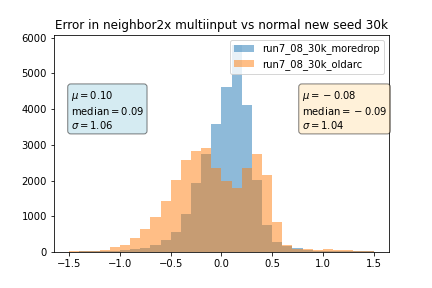 Error in neighbor2x multiinput vs normal new seed 30k
run7_08_30k_moredrop
run7_08_30k_oldarc
μ = 0.10
median = 0.09
σ = 1.06
μ = −0.08
median = −0.09
σ = 1.04
6000
5000
4000
3000
2000
1000
0
−1.5
−1.0
−0.5
0.0
0.5
1.0
1.5